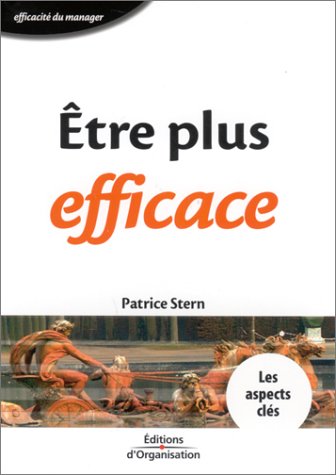 efficacité du manager
Être plus
efficace
Patrice Stern
Les
aspects
clés
Éditions
d'Organisation